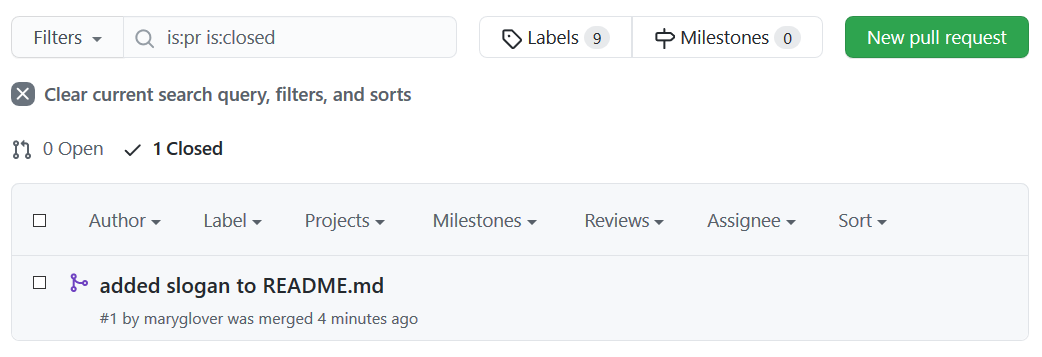 Filters is:pr is:closed Labels 9 Milestones 0 New pull request
Clear current search query, filters, and sorts
0 Open 1 Closed
Author Label Projects Milestones Reviews Assignee Sort
added slogan to README.md
#1 by maryglover was merged 4 minutes ago